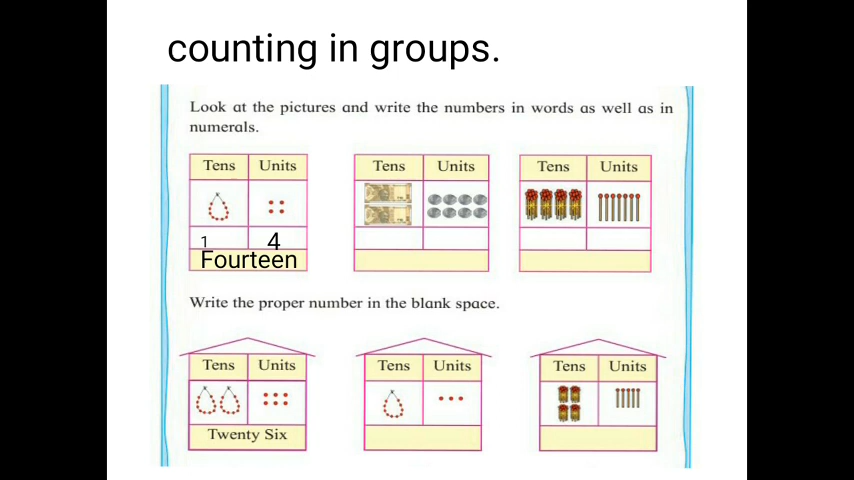 counting in groups.
Look at the pictures and write the numbers in words as well as in
numerals.
Tens Units
Tens Units
Tens Units
1 4
Fourteen
Write the proper number in the blank space.
Tens Units
Tens Units
Tens Units
Twenty Six